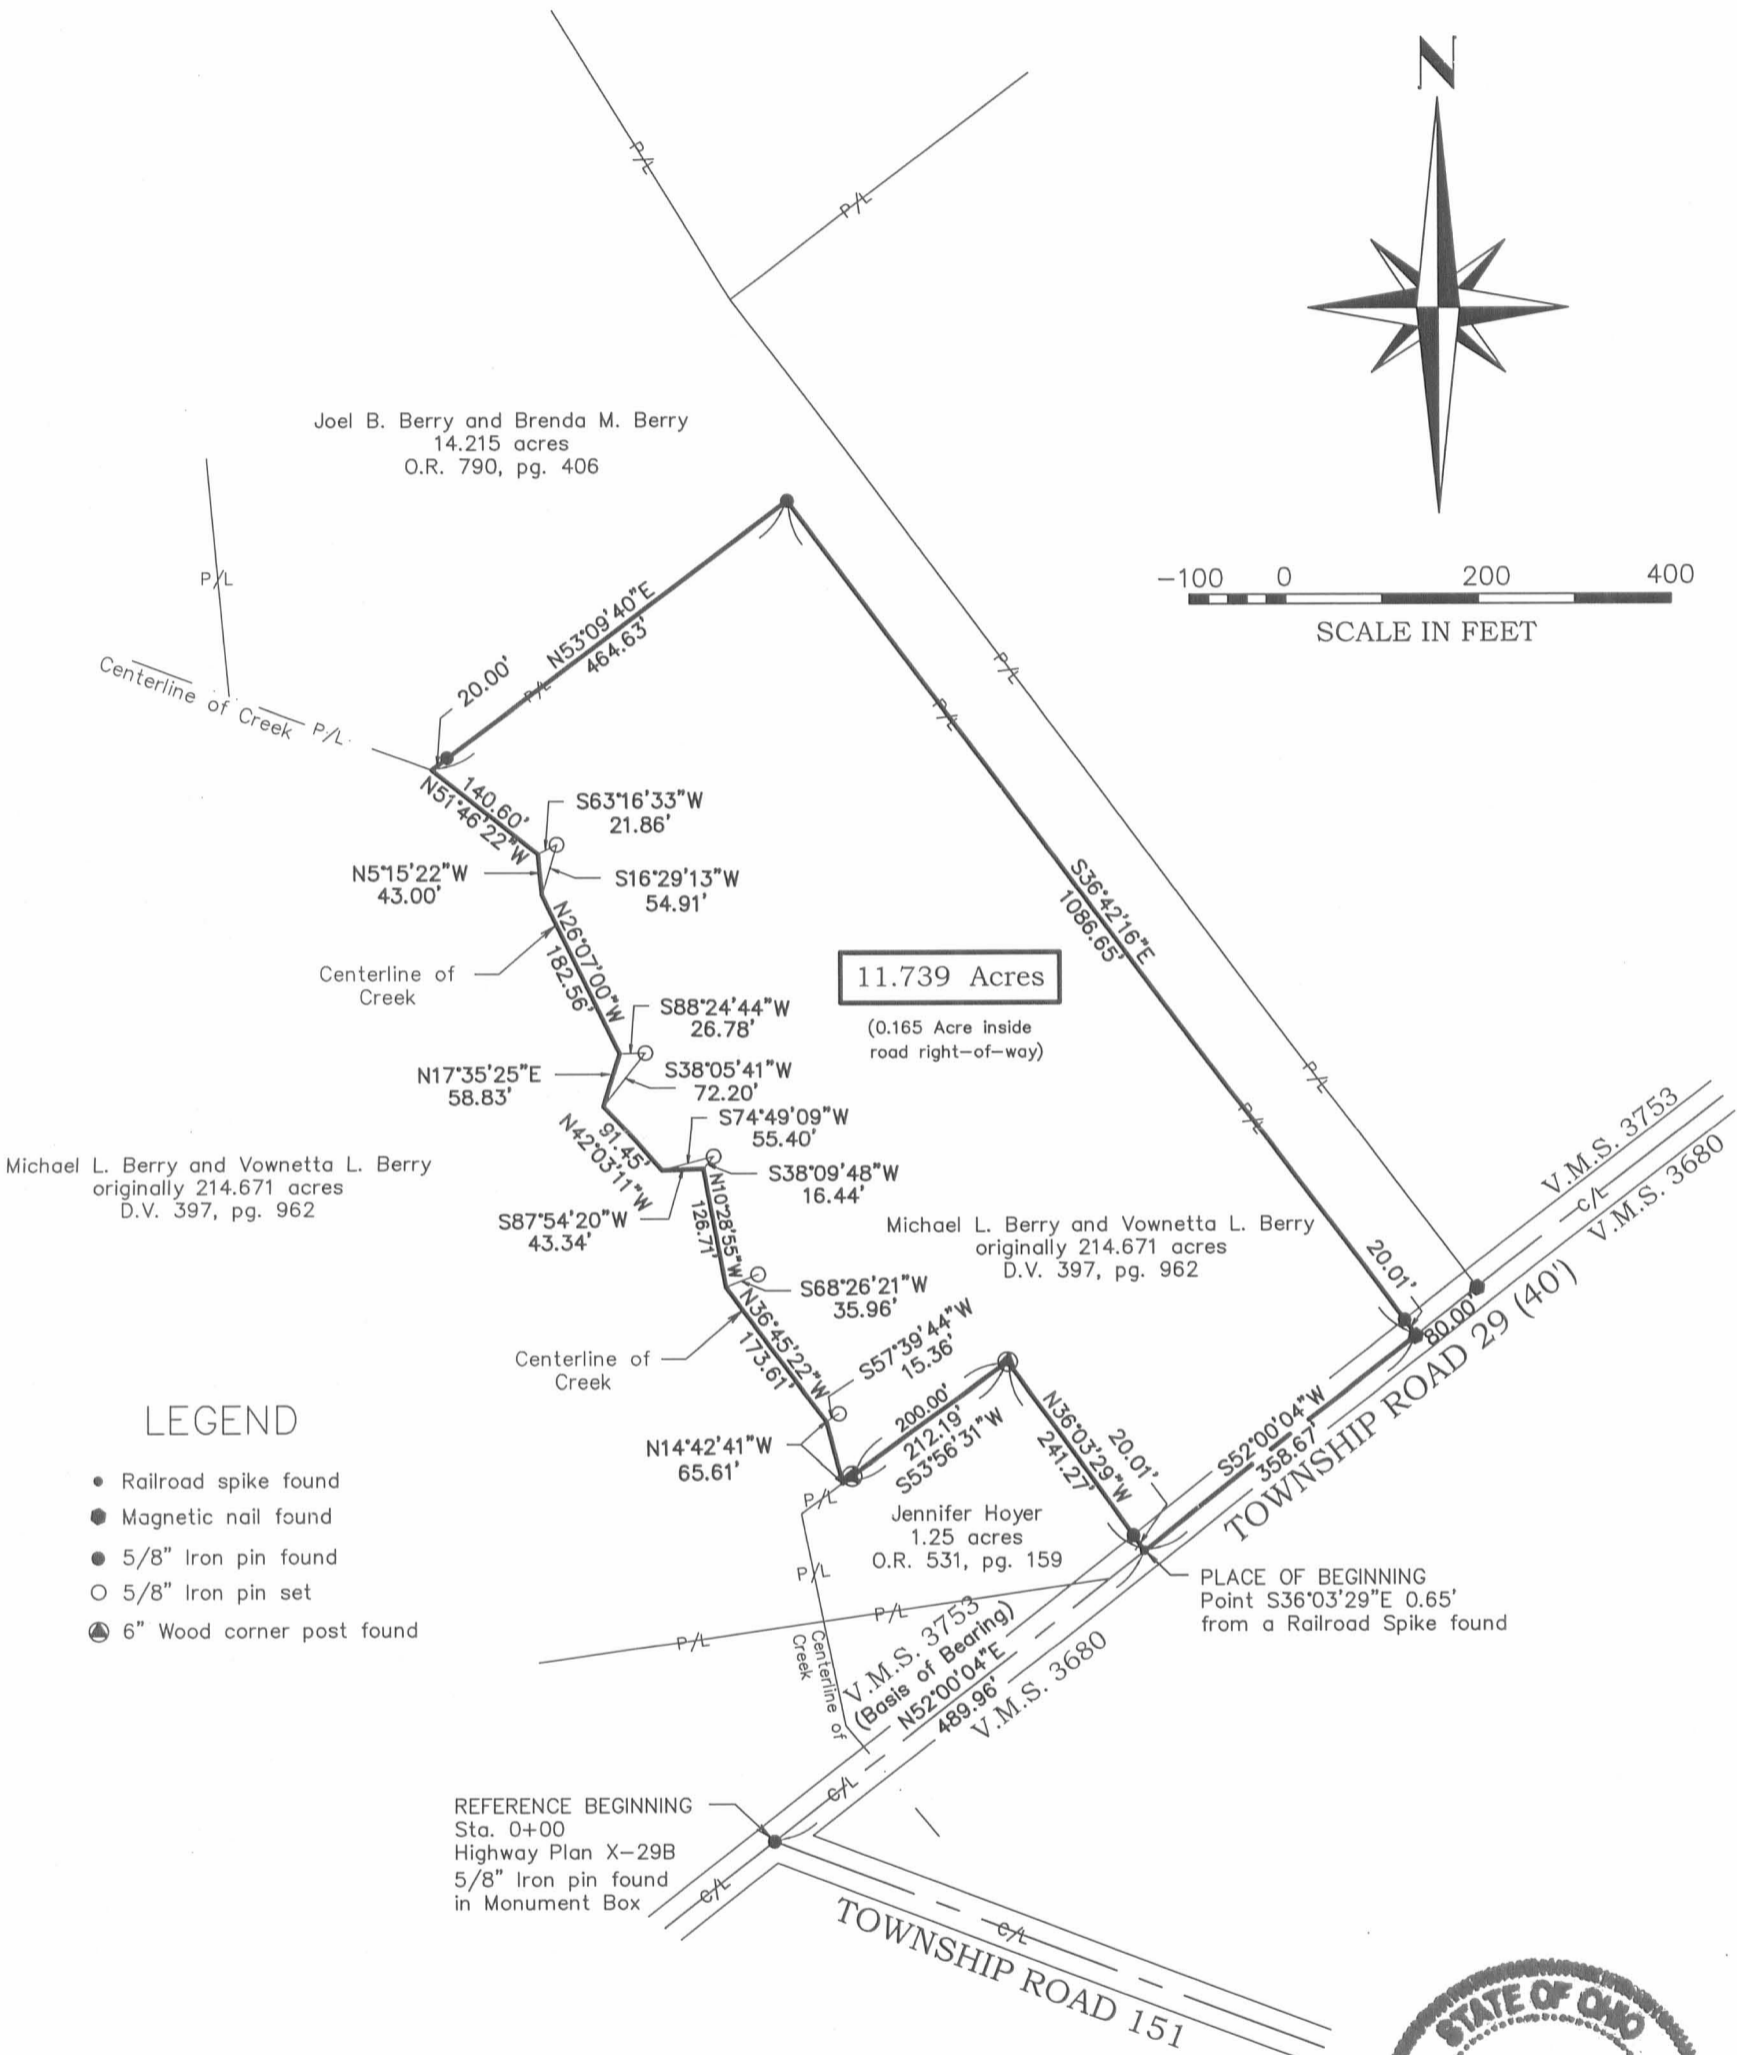 N
P/L
P/L
Joel B. Berry and Brenda M. Berry
14.215 acres
O.R. 790, pg. 406
-100 0 200 400
SCALE IN FEET
P/L
Centerline of Creek
P/L
20.00'
N53°09'40"E
464.63'
P/L
P/L
P/L
140.60'
N51°46'22"W
S63°16'33"W
21.86'
N5°15'22"W
43.00'
S16°29'13"W
54.91'
N26°07'00"W
182.56'
Centerline of
Creek
S36°42'16"E
1086.65'
11.739 Acres
(0.165 Acre inside
road right-of-way)
S88°24'44"W
26.78'
N17°35'25"E
58.83'
S38°05'41"W
72.20'
P/L
P/L
S74°49'09"W
55.40'
91.45'
N42°03'11"W
S38°09'48"W
16.44'
S87°54'20"W
43.34'
N10°28'55"W
126.71'
Michael L. Berry and Vownetta L. Berry
originally 214.671 acres
D.V. 397, pg. 962
Michael L. Berry and Vownetta L. Berry
originally 214.671 acres
D.V. 397, pg. 962
V.M.S. 3753
C/L
V.M.S. 3680
20.01'
80.00'
S68°26'21"W
35.96'
N36°45'22"W
173.61'
Centerline of
Creek
S57°39'44"W
15.36'
N14°42'41"W
65.61'
200.00'
212.19'
S53°56'31"W
N36°03'29"W
241.27'
20.01'
S52°00'04"W
358.67'
TOWNSHIP ROAD 29 (40')
LEGEND
Railroad spike found
Magnetic nail found
5/8" Iron pin found
5/8" Iron pin set
6" Wood corner post found
P/L
Jennifer Hoyer
1.25 acres
O.R. 531, pg. 159
P/L
PLACE OF BEGINNING
Point S36°03'29"E 0.65'
from a Railroad Spike found
P/L
P/L
Centerline of
Creek
V.M.S. 3753
(Basis of Bearing)
N52°00'04"E
489.96'
V.M.S. 3680
C/L
REFERENCE BEGINNING
Sta. 0+00
Highway Plan X-29B
5/8" Iron pin found
in Monument Box
C/L
C/L
TOWNSHIP ROAD 151
STATE OF OHIO